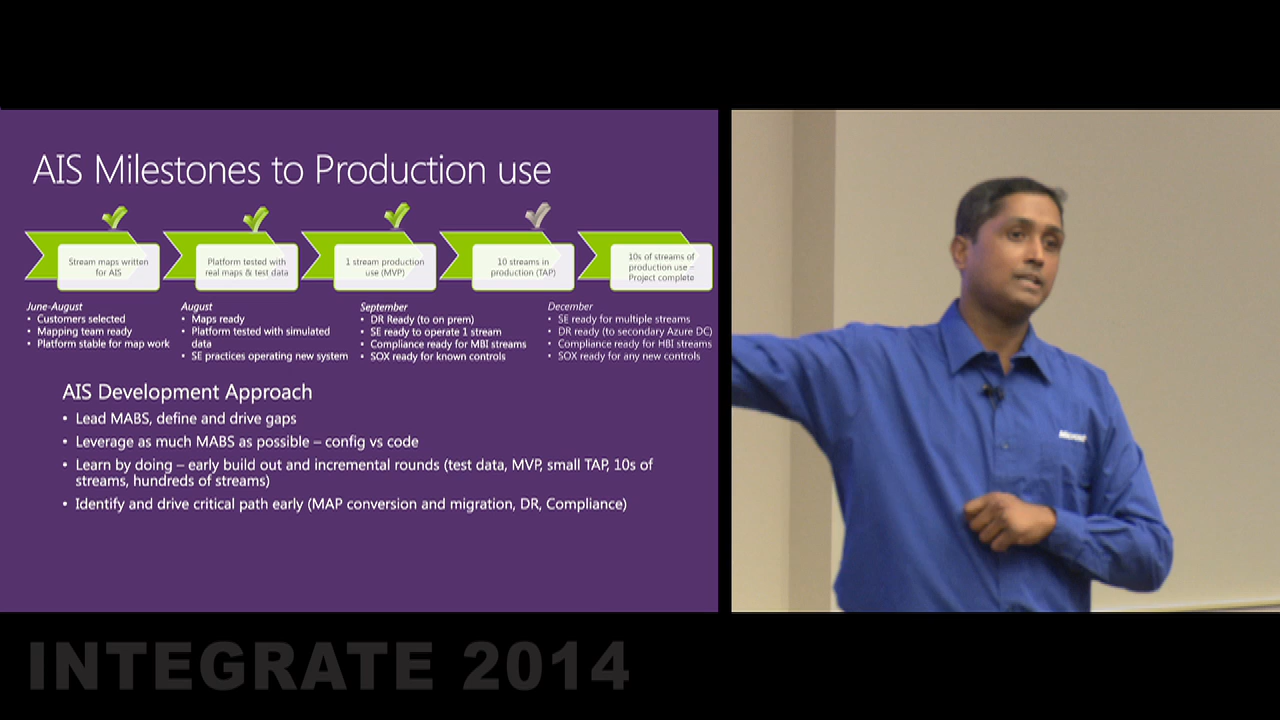 AIS Milestones to Production use
Stream maps written
for AIS
Platform tested with
real maps & test data
1 stream production
use (MVP)
10 streams in
production (TAP)
10s of streams of
production use –
Project complete
June-August
• Customers selected
• Mapping team ready
• Platform stable for map work
August
• Maps ready
• Platform tested with simulated
data
• SE practices operating new system
September
• DR Ready (to on prem)
• SE ready to operate 1 stream
• Compliance ready for MBI streams
• SOX ready for known controls
December
• SE ready for multiple streams
• DR ready (to secondary Azure DC)
• Compliance ready for HBI streams
• SOX ready for any new controls
AIS Development Approach
• Lead MABS, define and drive gaps
• Leverage as much MABS as possible – config vs code
• Learn by doing – early build out and incremental rounds (test data, MVP, small TAP, 10s of
streams, hundreds of streams)
• Identify and drive critical path early (MAP conversion and migration, DR, Compliance)
INTEGRATE 2014